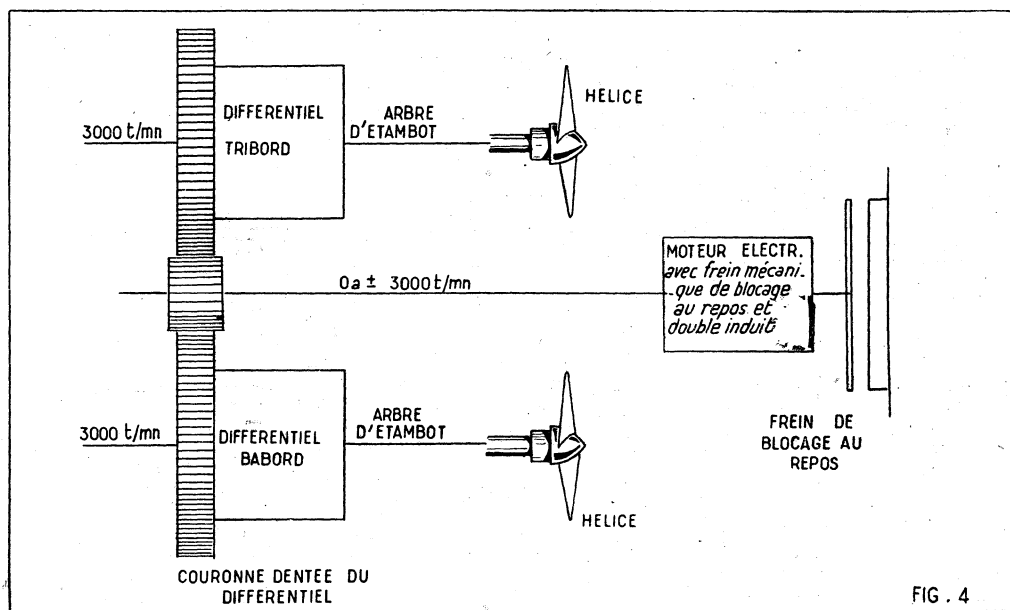 3000 t/mn
DIFFERENTIEL
TRIBORD
ARBRE
D'ETAMBOT
HELICE
0a ± 3000 t/mn
MOTEUR ELECTR.
avec frein mécani-
que de blocage
au repos et
double induit
3000 t/mn
DIFFERENTIEL
BABORD
ARBRE
D'ETAMBOT
HELICE
FREIN DE
BLOCAGE AU
REPOS
COURONNE DENTEE DU
DIFFERENTIEL
FIG. 4